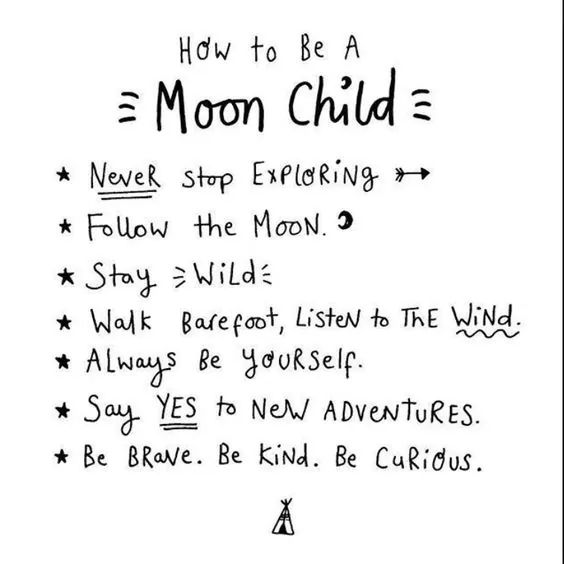 How to Be A
Moon Child
★ Never stop Exploring
★ Follow the Moon.
★ Stay Wild
★ Walk Barefoot, Listen to The Wind.
★ Always Be yourself.
★ Say YES to New Adventures.
★ Be Brave. Be Kind. Be Curious.